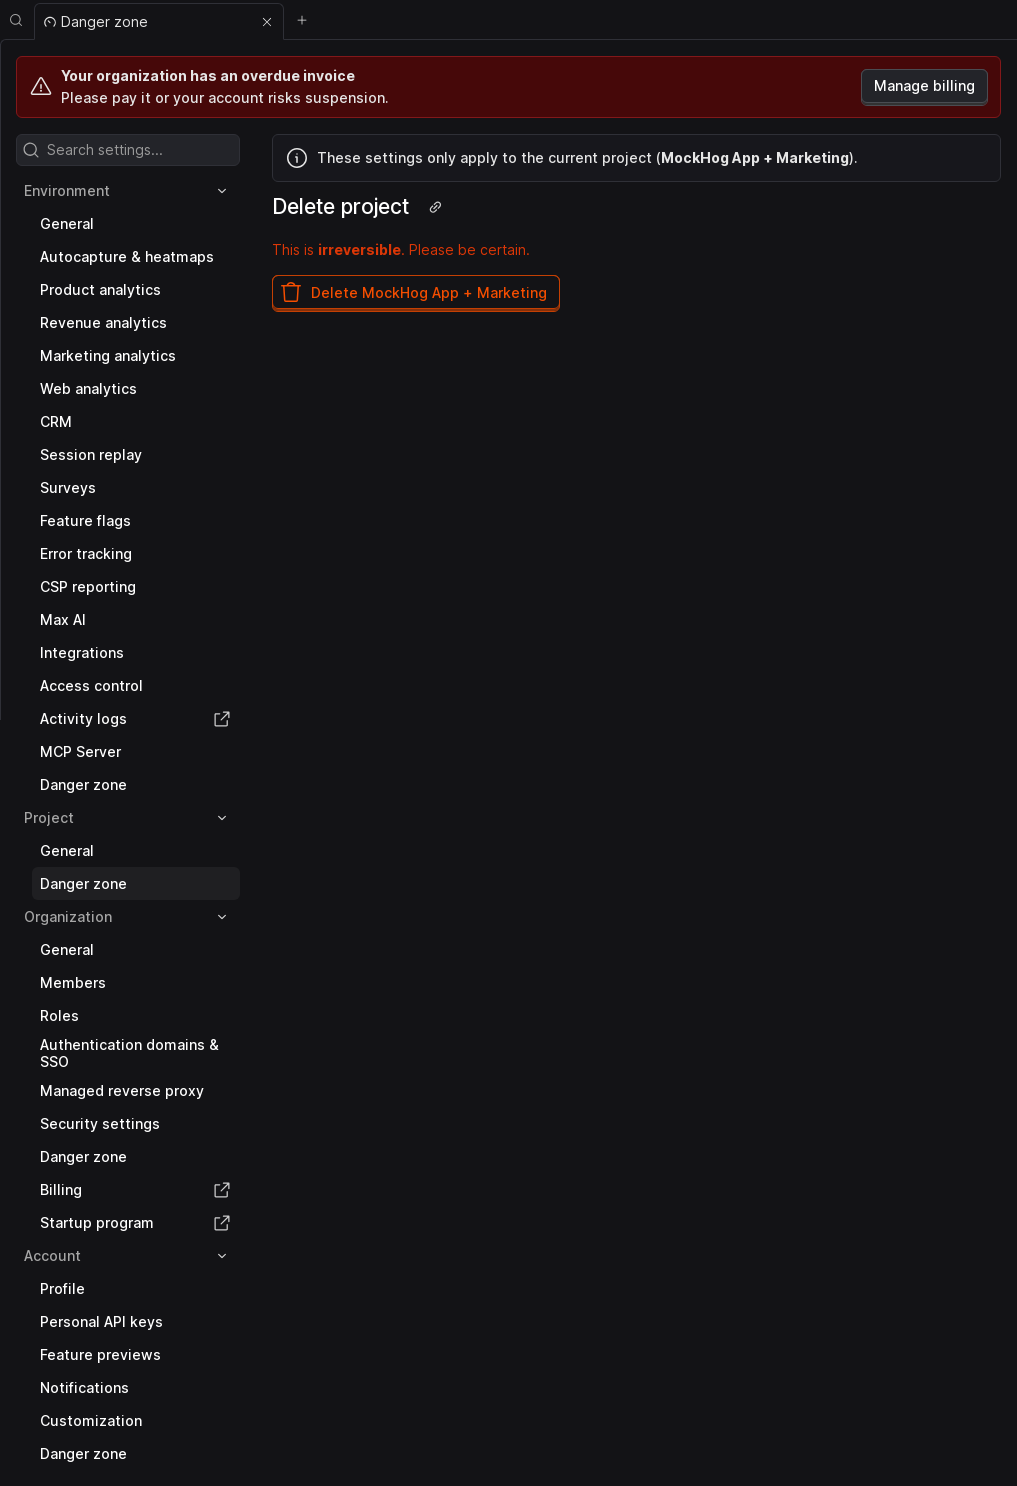 Danger zone
Your organization has an overdue invoice
Please pay it or your account risks suspension.
Manage billing
Search settings...
Environment
General
Autocapture & heatmaps
Product analytics
Revenue analytics
Marketing analytics
Web analytics
CRM
Session replay
Surveys
Feature flags
Error tracking
CSP reporting
Max AI
Integrations
Access control
Activity logs
MCP Server
Danger zone
Project
General
Danger zone
Organization
General
Members
Roles
Authentication domains &
SSO
Managed reverse proxy
Security settings
Danger zone
Billing
Startup program
Account
Profile
Personal API keys
Feature previews
Notifications
Customization
Danger zone
These settings only apply to the current project (MockHog App + Marketing).
Delete project
This is irreversible. Please be certain.
Delete MockHog App + Marketing